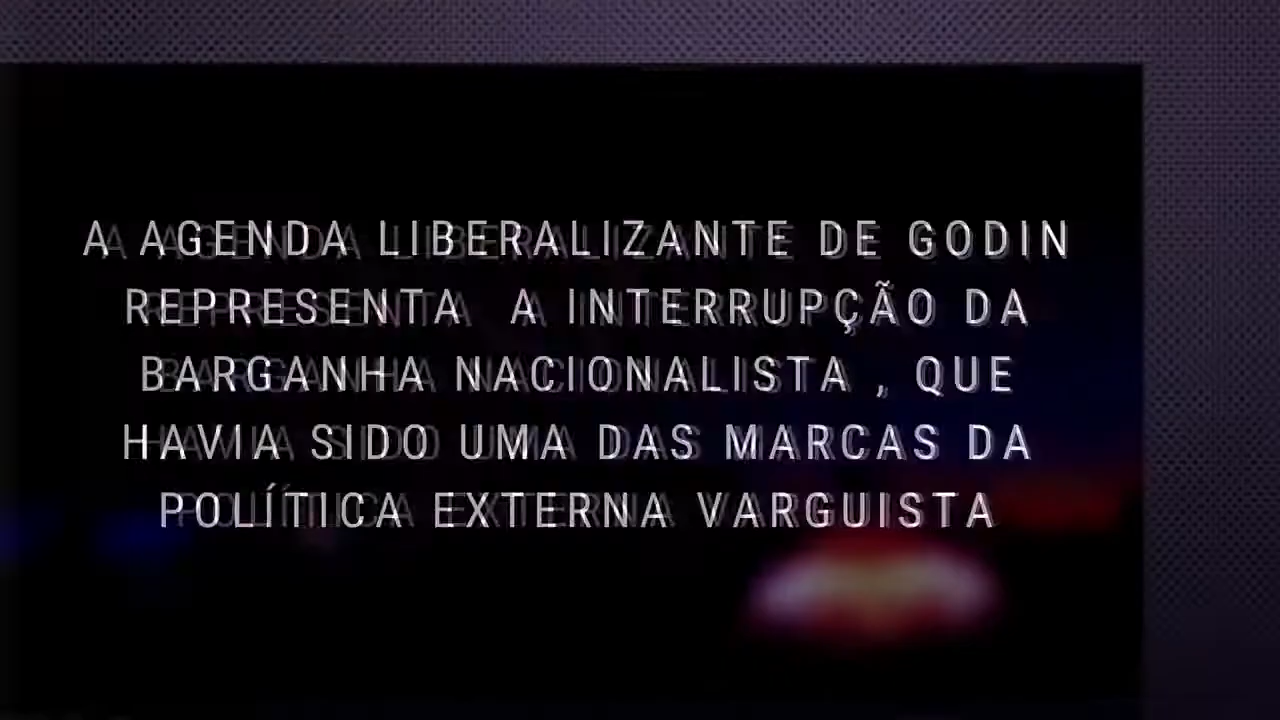 A AGENDA LIBERALIZANTE DE GODIN
REPRESENTA A INTERRUPÇÃO DA
BARGANHA NACIONALISTA , QUE
HAVIA SIDO UMA DAS MARCAS DA
POLÍTICA EXTERNA VARGUISTA